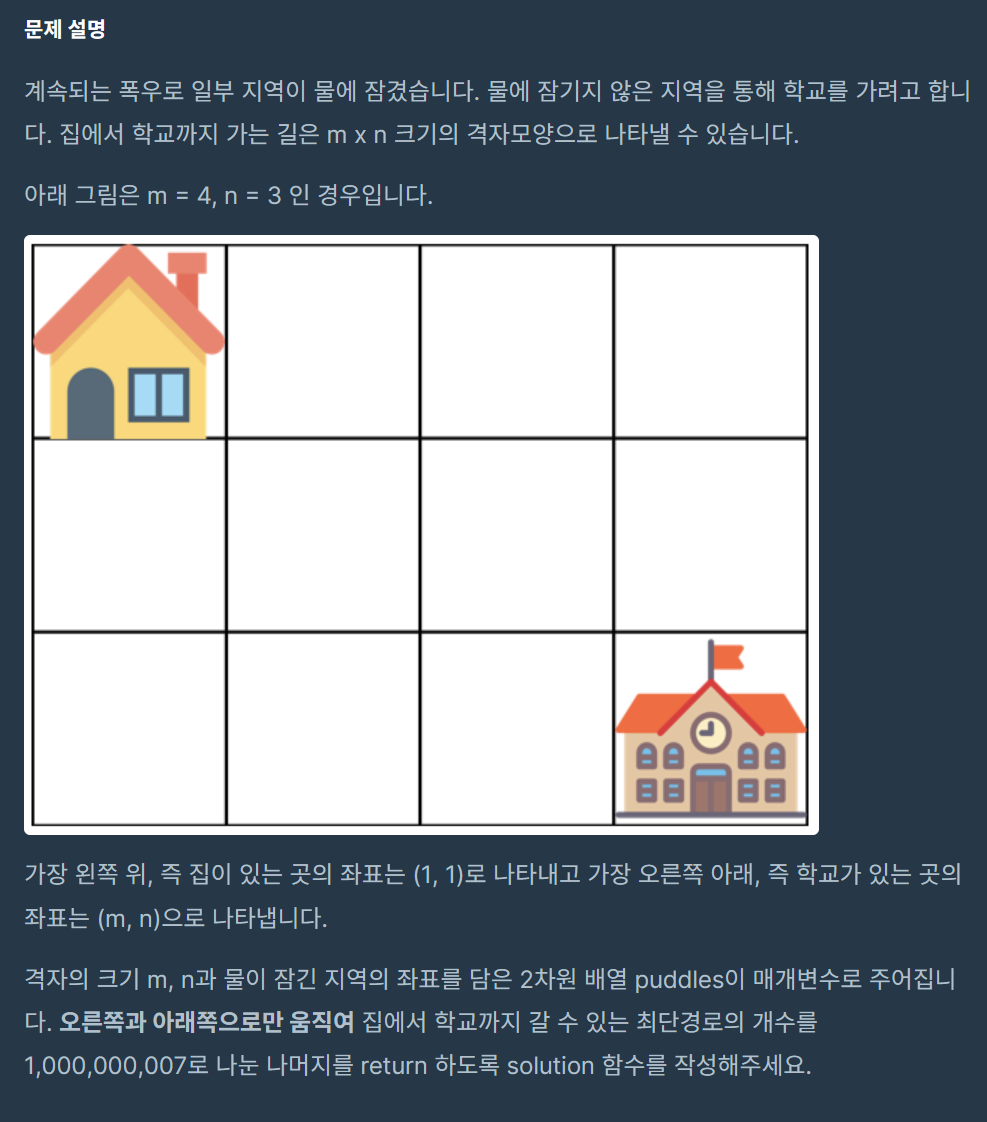 문제 설명
계속되는 폭우로 일부 지역이 물에 잠겼습니다. 물에 잠기지 않은 지역을 통해 학교를 가려고 합니
다. 집에서 학교까지 가는 길은 m x n 크기의 격자모양으로 나타낼 수 있습니다.
아래 그림은 m = 4, n = 3 인 경우입니다.
가장 왼쪽 위, 즉 집이 있는 곳의 좌표는 (1, 1)로 나타내고 가장 오른쪽 아래, 즉 학교가 있는 곳의
좌표는 (m, n)으로 나타냅니다.
격자의 크기 m, n과 물이 잠긴 지역의 좌표를 담은 2차원 배열 puddles이 매개변수로 주어집니
다. 오른쪽과 아래쪽으로만 움직여 집에서 학교까지 갈 수 있는 최단경로의 개수를
1,000,000,007로 나눈 나머지를 return 하도록 solution 함수를 작성해주세요.